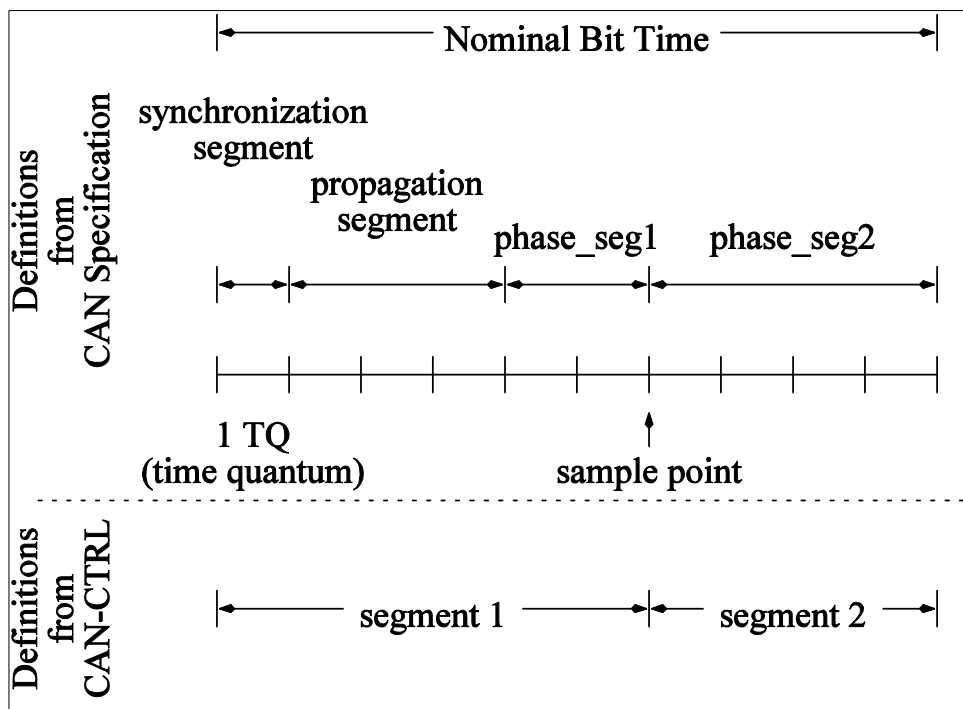 Nominal Bit Time
Definitions
from
CAN Specification
synchronization
segment
propagation
segment
phase_seg1
phase_seg2
1 TQ
(time quantum)
sample point
Definitions
from
CAN-CTRL
segment 1
segment 2